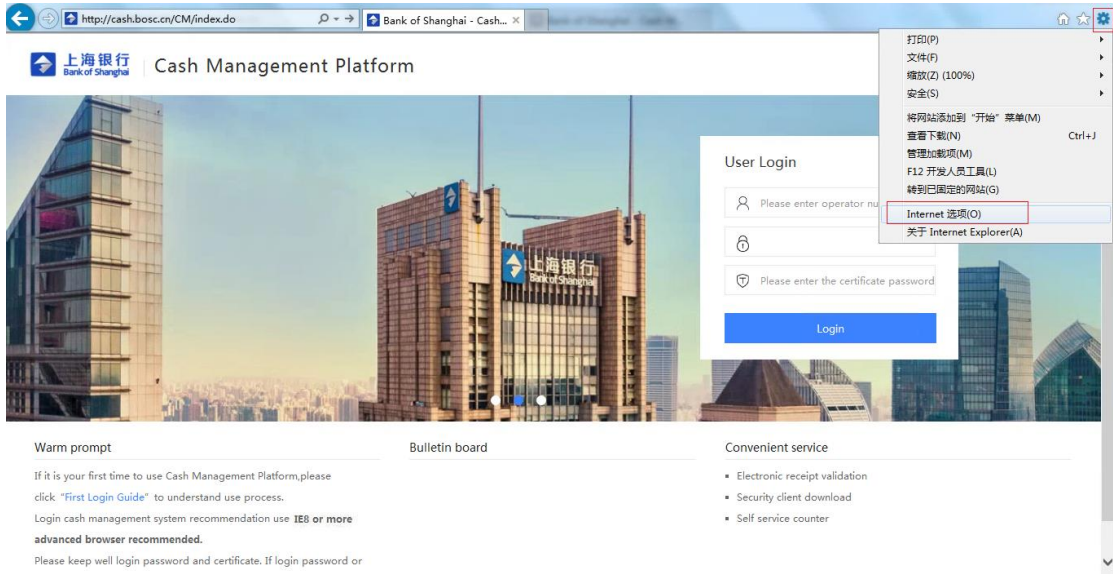 http://cash.bosc.cn/CM/index.do
Bank of Shanghai - Cash...
上海银行
Bank of Shanghai
Cash Management Platform
打印(P)
文件(F)
缩放(Z) (100%)
安全(S)
将网站添加到 "开始" 菜单(M)
查看下载(N) Ctrl+J
管理加载项(M)
F12 开发人员工具(L)
转到已固定的网站(G)
Internet 选项(O)
关于 Internet Explorer(A)
上海银行
Bank of Shanghai
User Login
Please enter operator nu
Please enter the certificate password
Login
Warm prompt
If it is your first time to use Cash Management Platform,please
click "First Login Guide" to understand use process.
Login cash management system recommendation use IE8 or more
advanced browser recommended.
Please keep well login password and certificate. If login password or
Bulletin board
Convenient service
Electronic receipt validation
Security client download
Self service counter